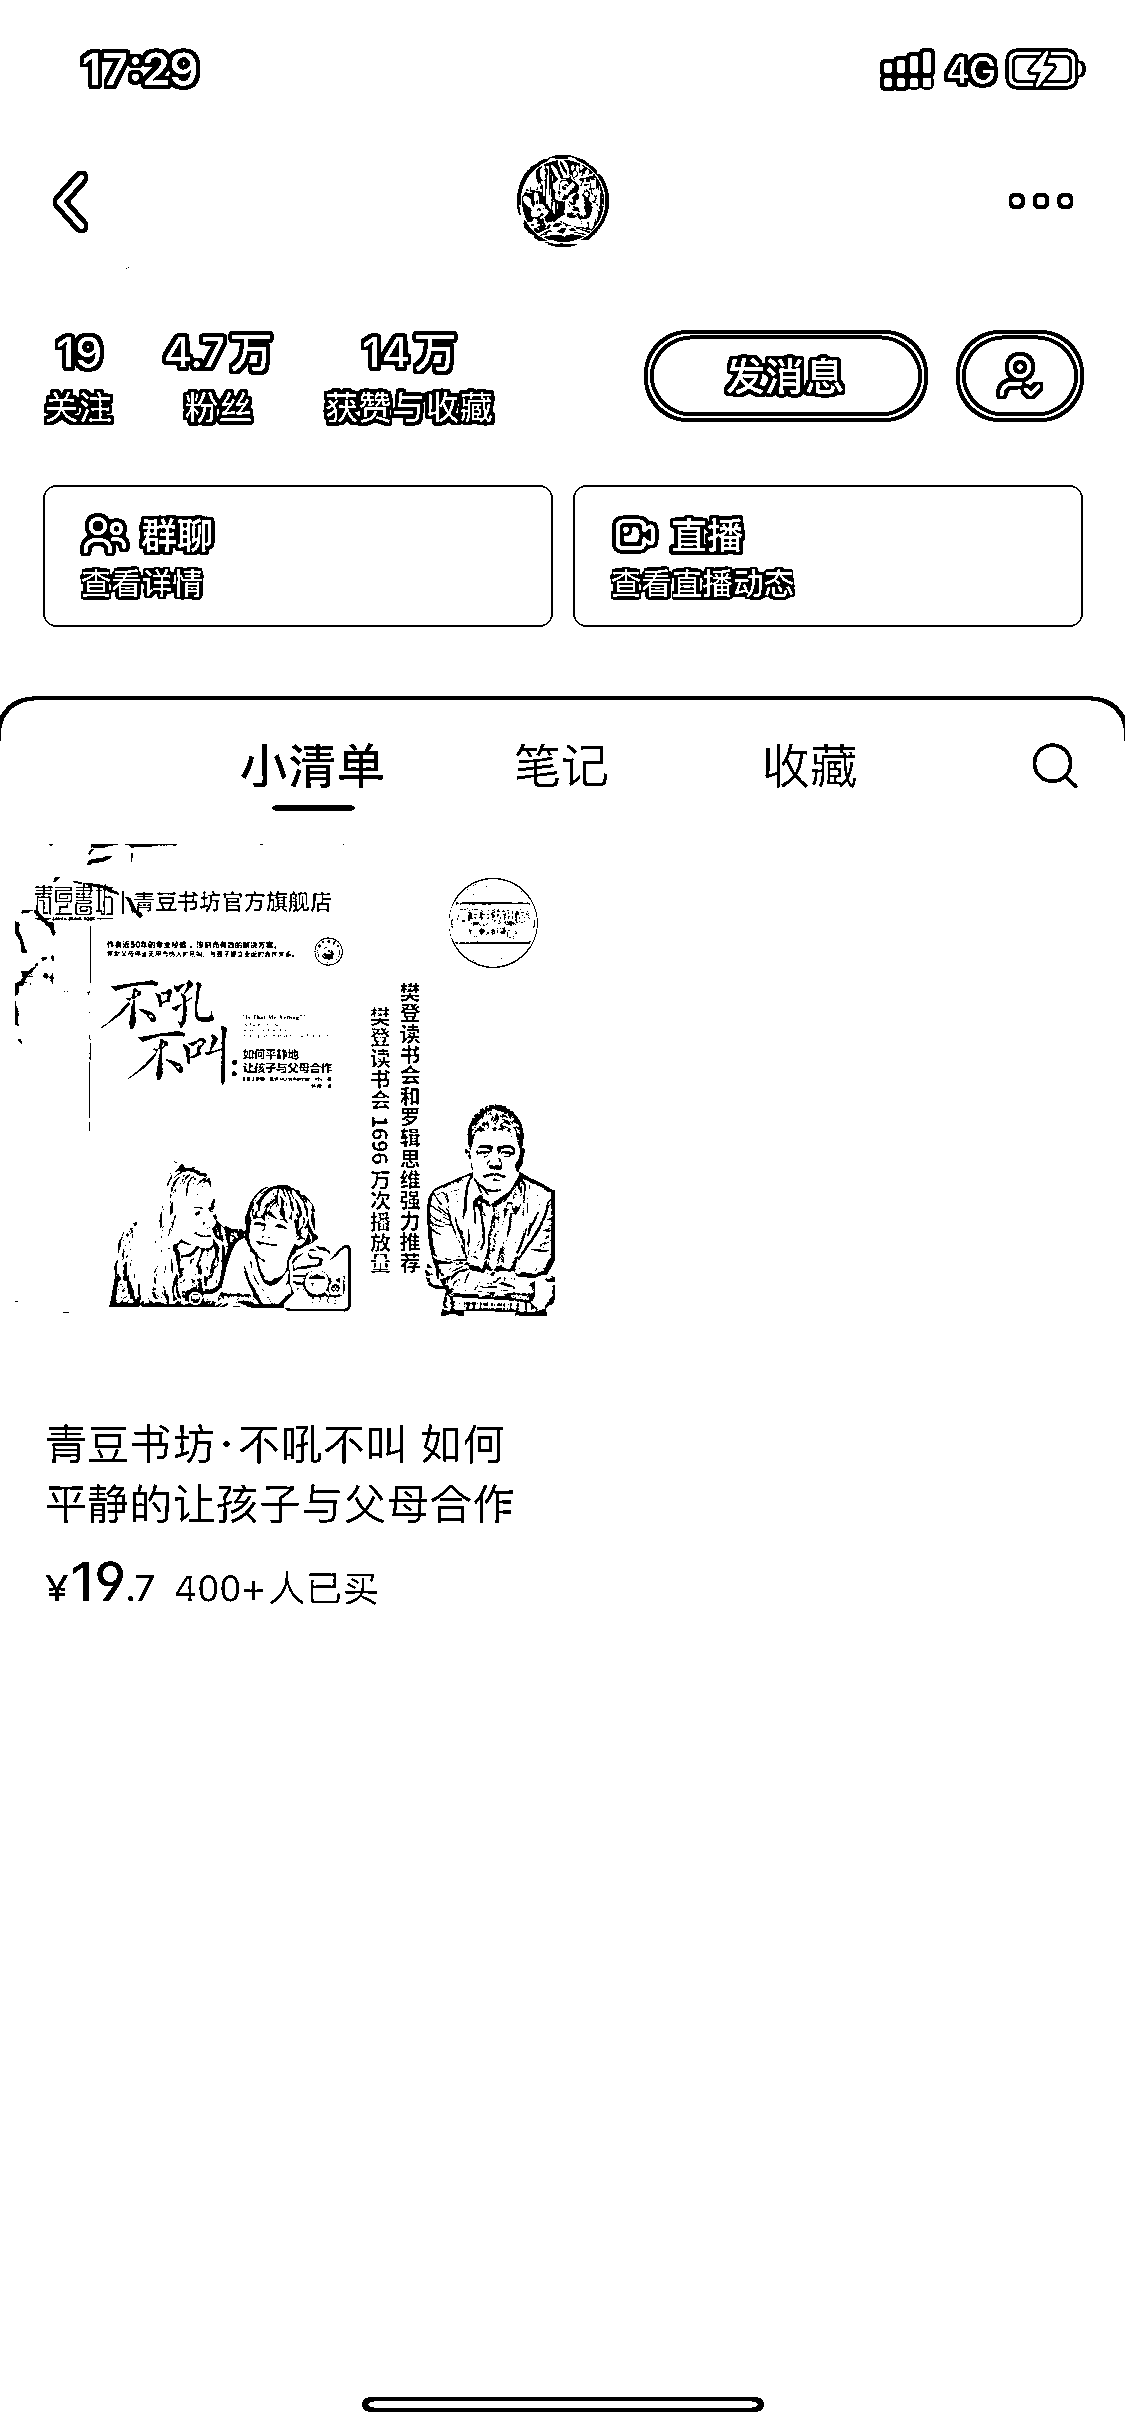 17:29
4G
19
4.7万
14万
关注
粉丝
获赞与收藏
发消息
群聊
查看详情
直播
查看直播动态
小清单
笔记
收藏
青豆書坊
青豆书坊官方旗舰店
不吼
不叫:
如何平静地
让孩子与父母合作
樊登读书会和罗辑思维强力推荐
樊登读书会 1696 万次播放量
青豆书坊·不吼不叫 如何
平静的让孩子与父母合作
¥19.7 400+人已买